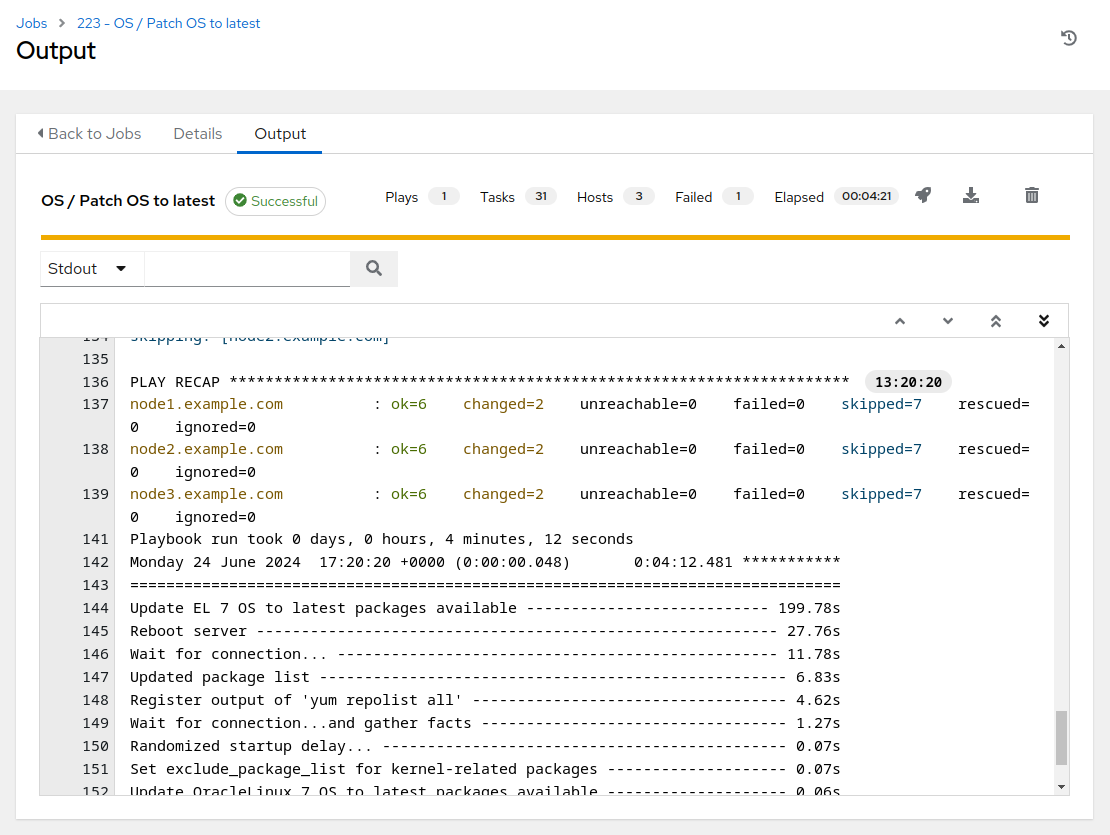 Jobs > 223 - OS / Patch OS to latest
Output
Back to Jobs Details Output
OS / Patch OS to latest Successful Plays 1 Tasks 31 Hosts 3 Failed 1 Elapsed 00:04:21
Stdout
134 skipping: [node2.example.com]
135
136 PLAY RECAP ********************************************************************* 13:20:20
137 node1.example.com : ok=6 changed=2 unreachable=0 failed=0 skipped=7 rescued=
0 ignored=0
138 node2.example.com : ok=6 changed=2 unreachable=0 failed=0 skipped=7 rescued=
0 ignored=0
139 node3.example.com : ok=6 changed=2 unreachable=0 failed=0 skipped=7 rescued=
0 ignored=0
141 Playbook run took 0 days, 0 hours, 4 minutes, 12 seconds
142 Monday 24 June 2024 17:20:20 +0000 (0:00:00.048) 0:04:12.481 ***********
143 ===============================================================================
144 Update EL 7 OS to latest packages available --------------------------- 199.78s
145 Reboot server ---------------------------------------------------------- 27.76s
146 Wait for connection... ------------------------------------------------- 11.78s
147 Updated package list ---------------------------------------------------- 6.83s
148 Register output of 'yum repolist all' ----------------------------------- 4.62s
149 Wait for connection...and gather facts ---------------------------------- 1.27s
150 Randomized startup delay... --------------------------------------------- 0.07s
151 Set exclude_package_list for kernel-related packages -------------------- 0.07s
152 Update OracleLinux 7 OS to latest packages available -------------------- 0.06s